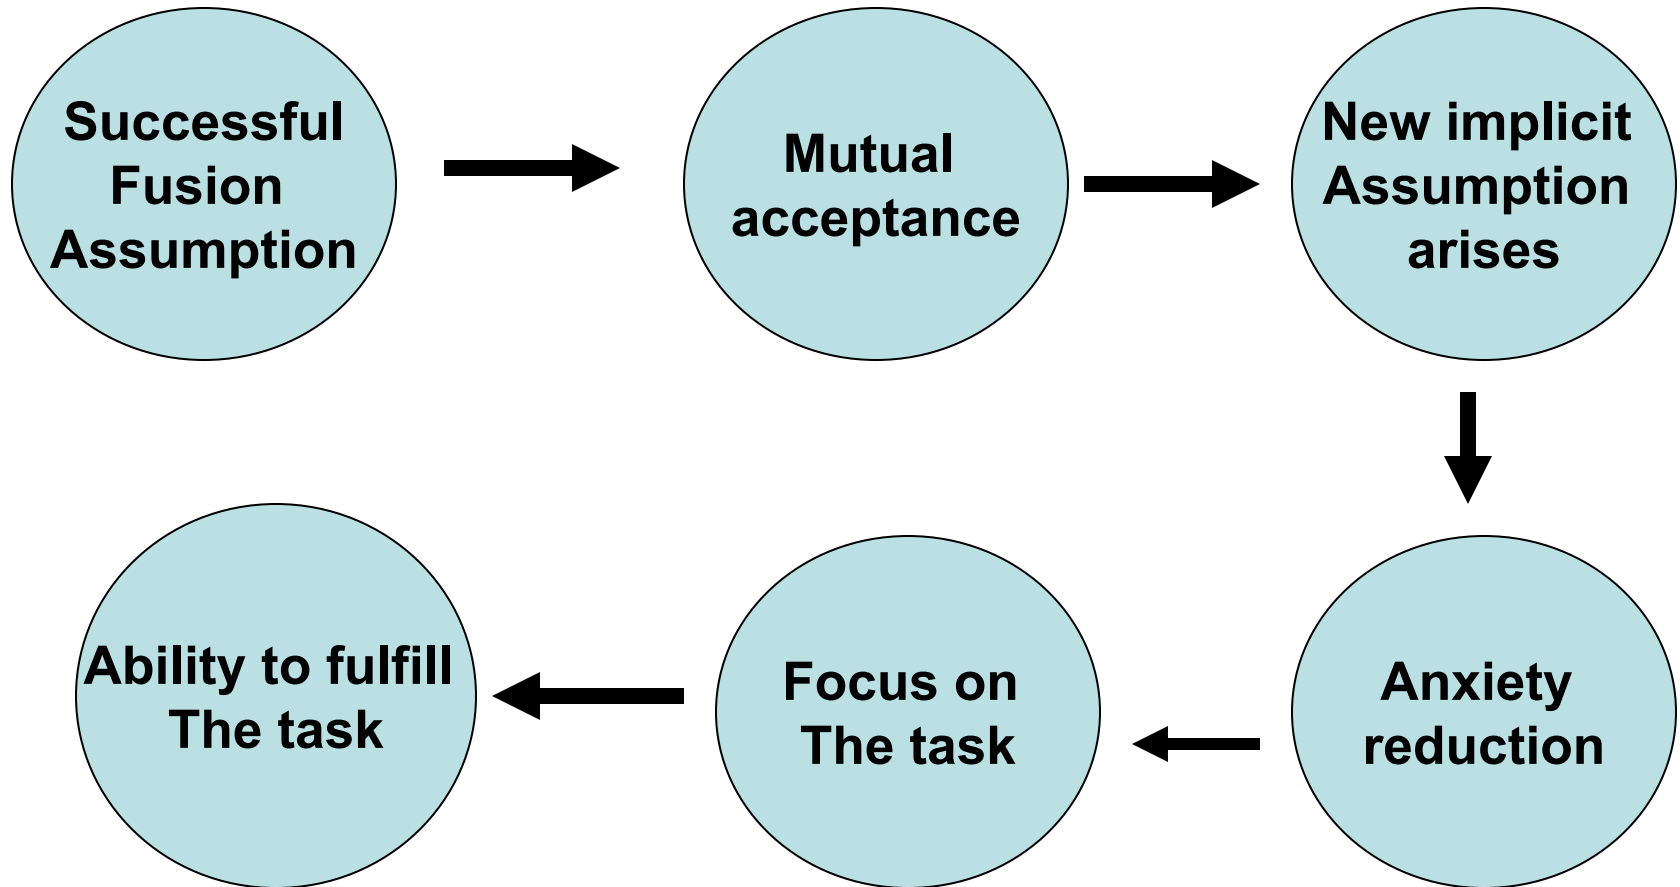 Successful
Fusion
Assumption
Mutual
acceptance
New implicit
Assumption
arises
Anxiety
reduction
Focus on
The task
Ability to fulfill
The task